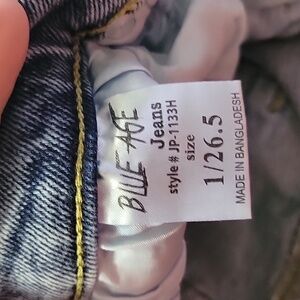 BLUE AGE
Jeans
style # JP-1133H
size
1/26.5
MADE IN BANGLADESH